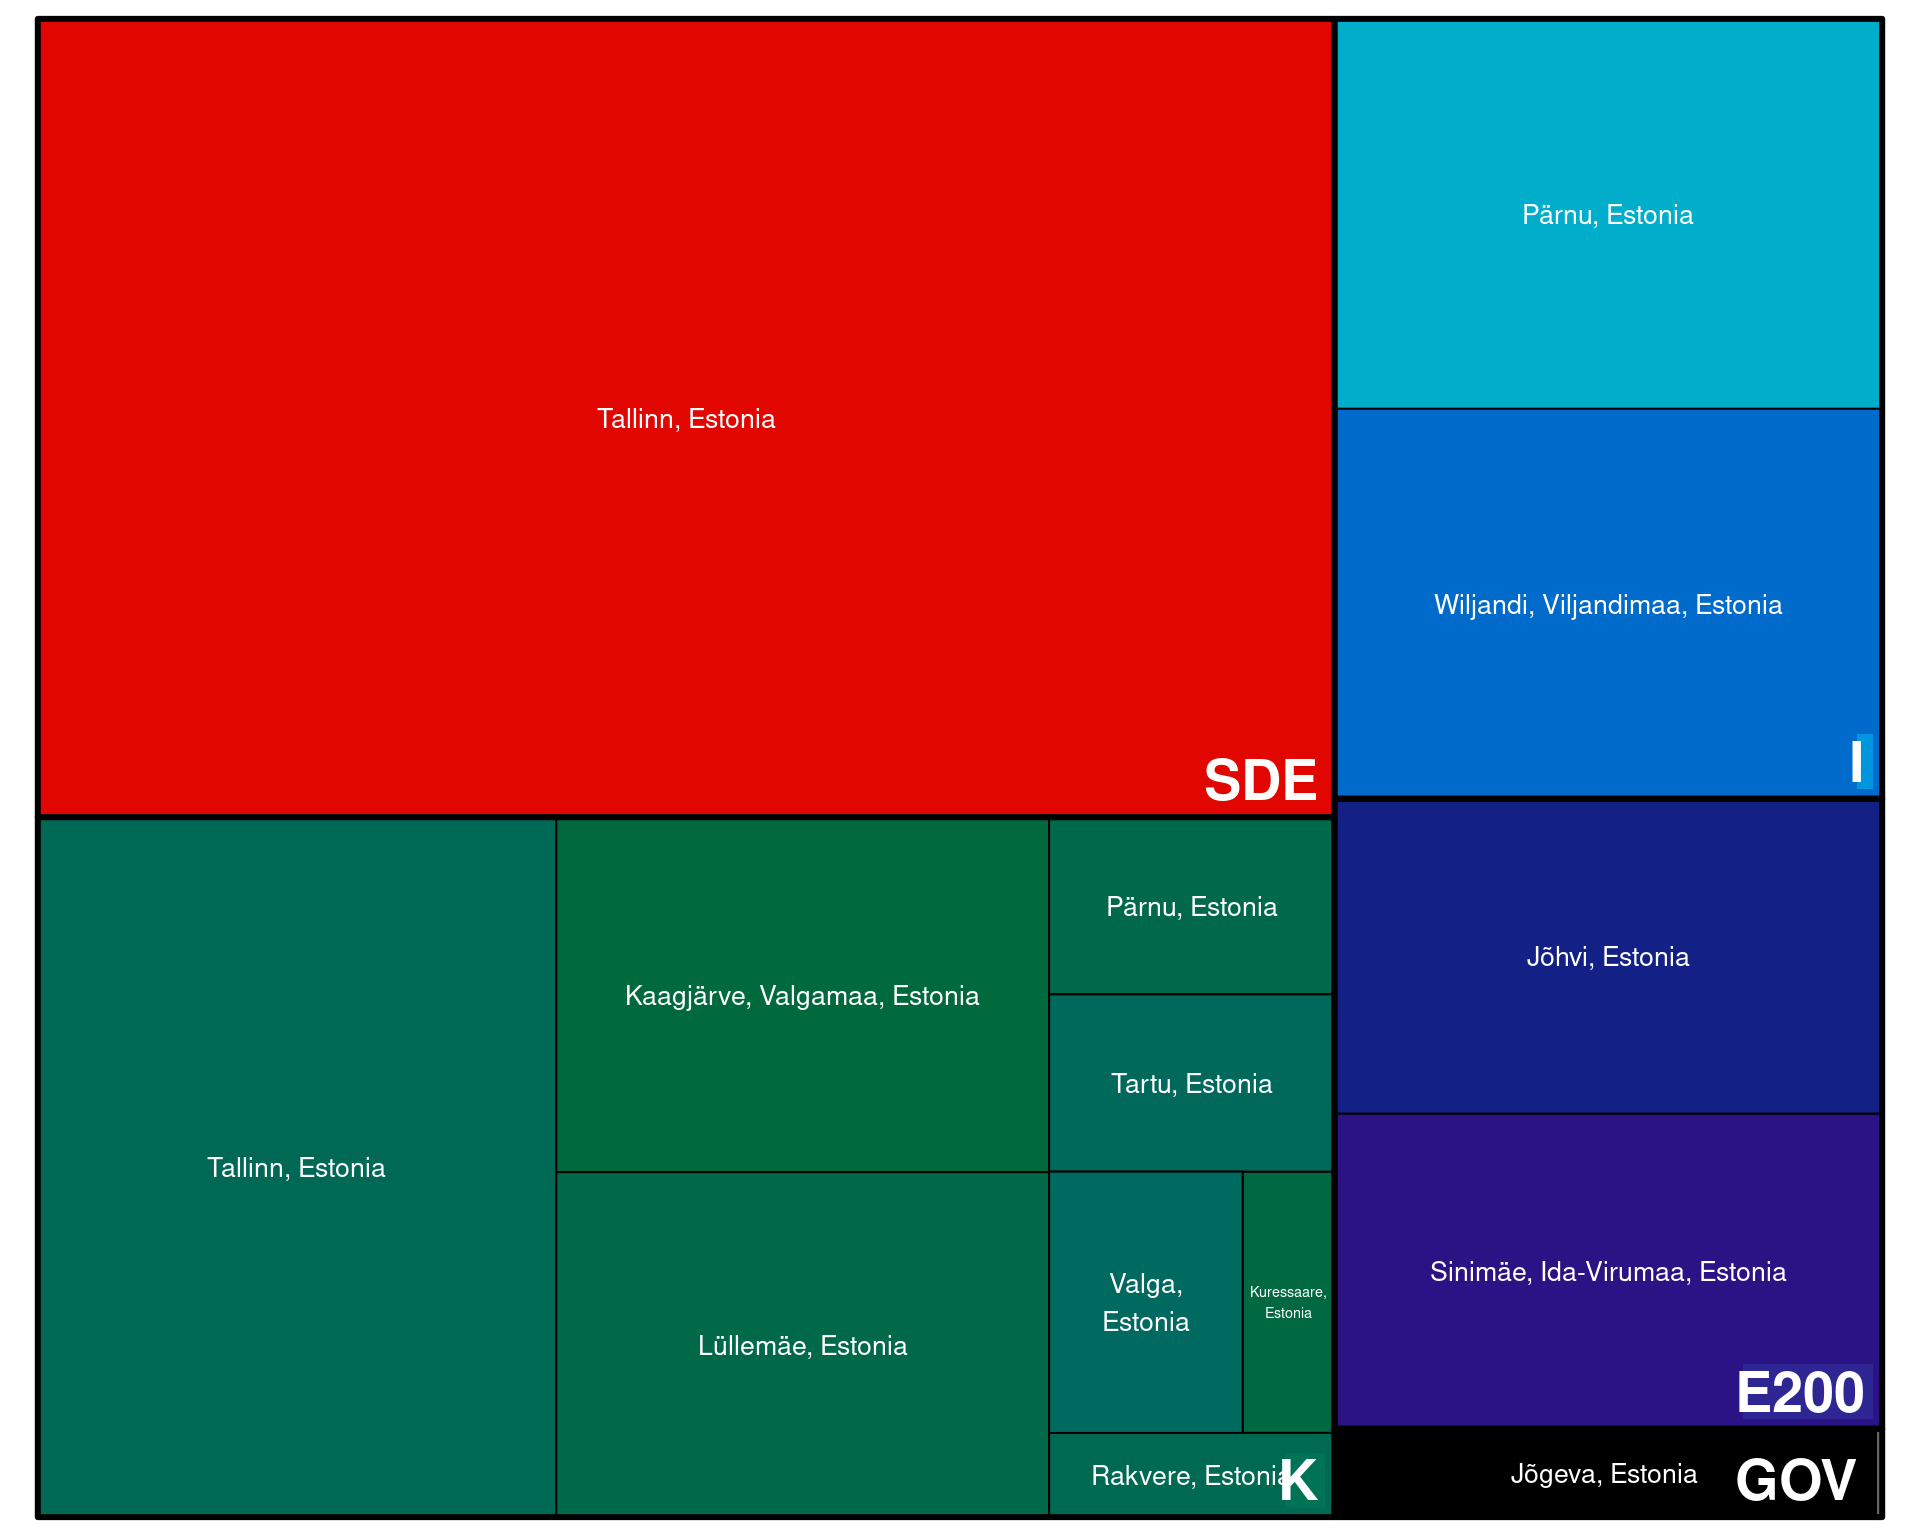 Tallinn, Estonia
SDE
Pärnu, Estonia
Wiljandi, Viljandimaa, Estonia
I
Tallinn, Estonia
Kaagjärve, Valgamaa, Estonia
Lüllemäe, Estonia
Pärnu, Estonia
Tartu, Estonia
Valga,
Estonia
Kuressaare,
Estonia
Rakvere, Estonia
K
Jõhvi, Estonia
Sinimäe, Ida-Virumaa, Estonia
E200
Jõgeva, Estonia
GOV